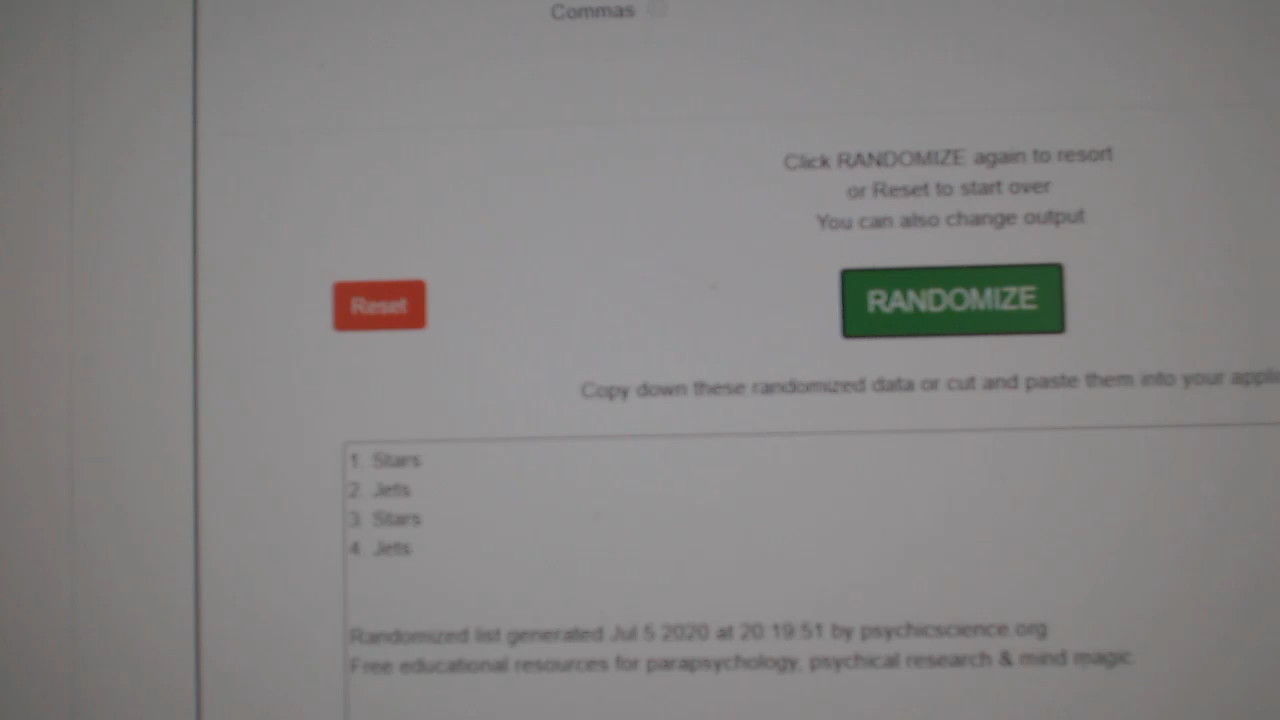 Commas
Click RANDOMIZE again to resort
or Reset to start over
You can also change output
Reset
RANDOMIZE
Copy down these randomized data or cut and paste them into your applic
1. Stars
2. Jets
3. Stars
4. Jets
Randomized list generated Jul 5 2020 at 20:19:51 by psychicscience.org
Free educational resources for parapsychology, psychical research & mind magic.